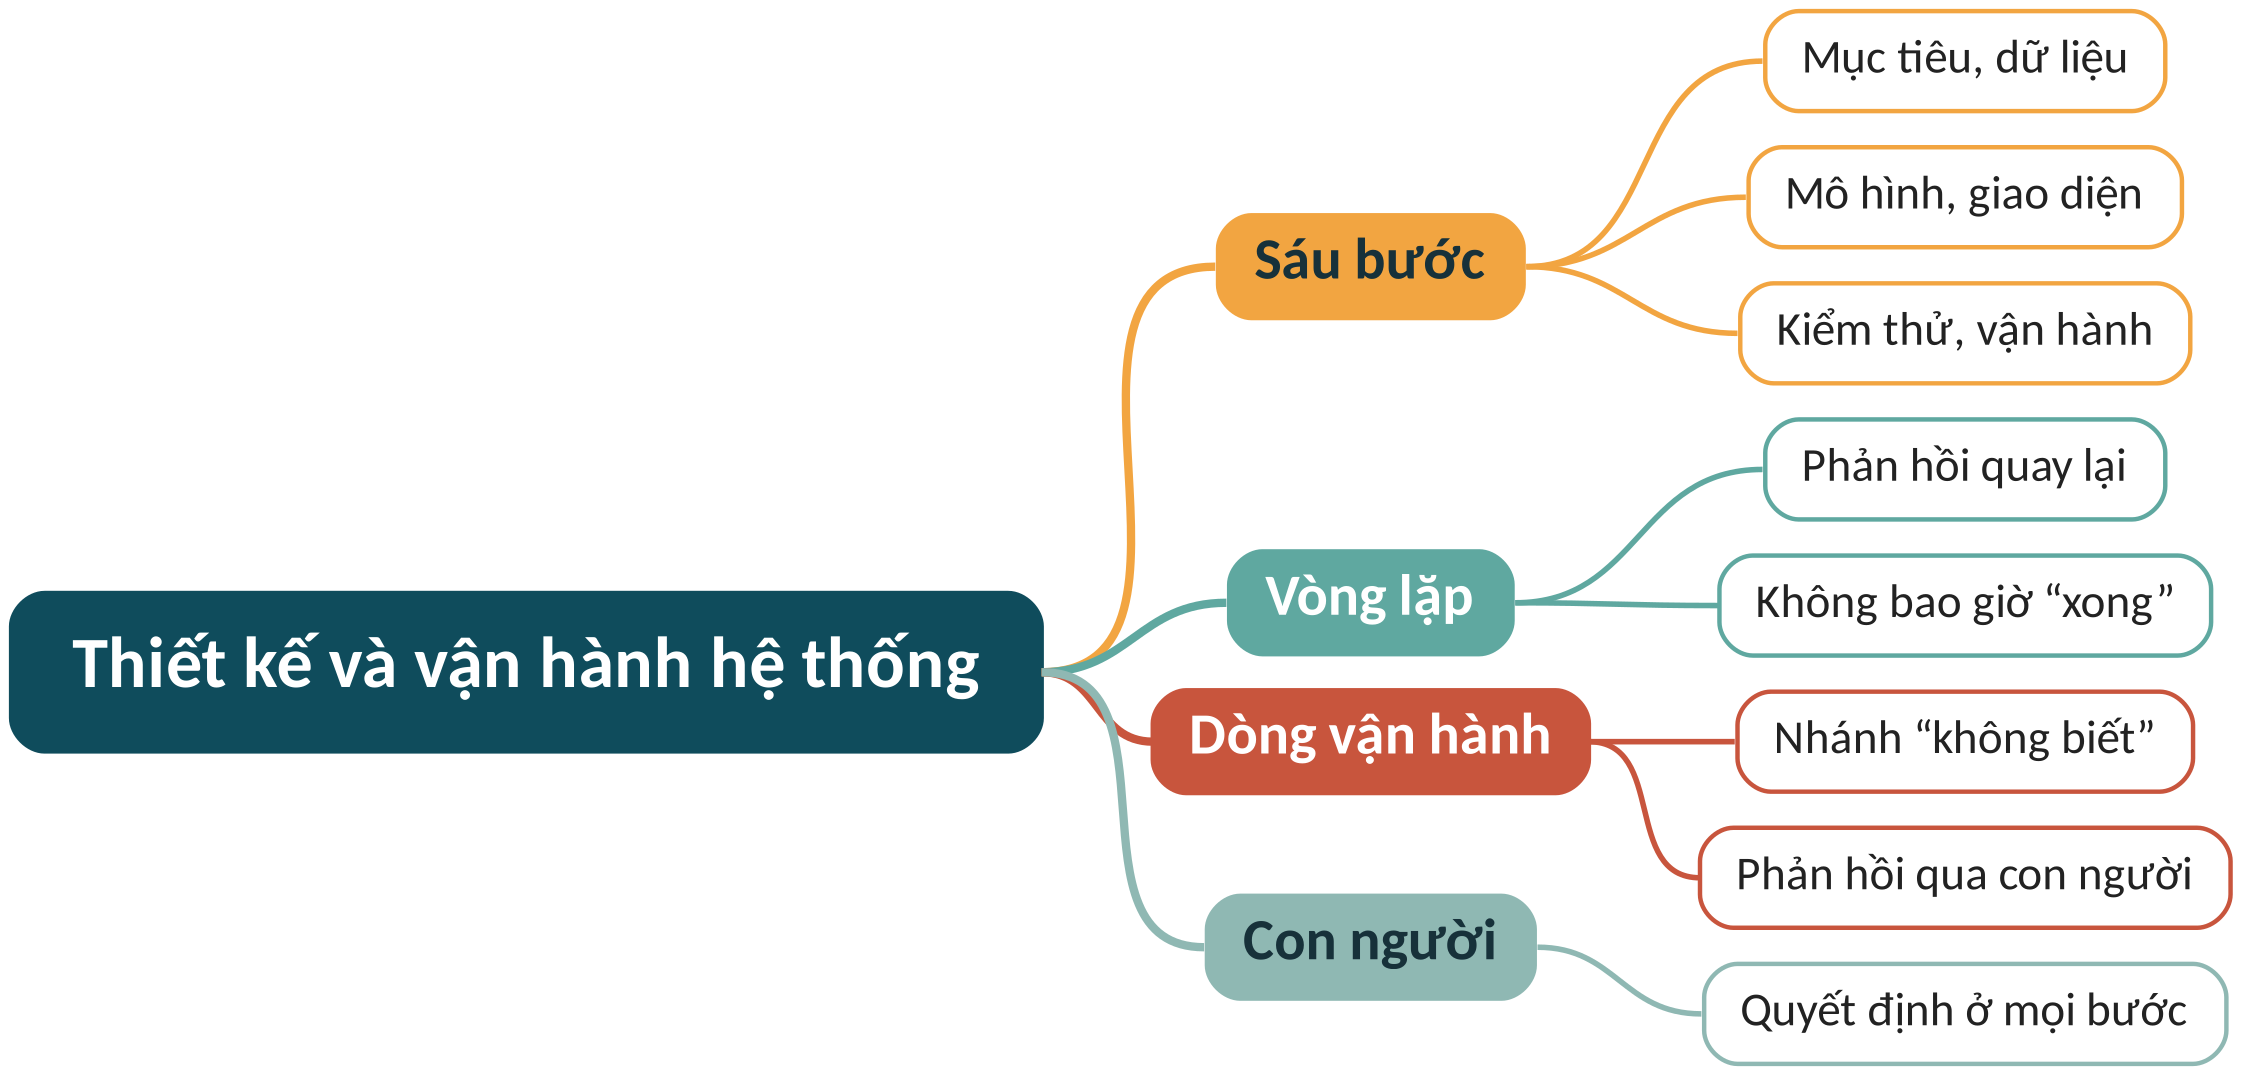 Thiết kế và vận hành hệ thống
Sáu bước
Mục tiêu, dữ liệu
Mô hình, giao diện
Kiểm thử, vận hành
Vòng lặp
Phản hồi quay lại
Không bao giờ “xong”
Dòng vận hành
Nhánh “không biết”
Phản hồi qua con người
Con người
Quyết định ở mọi bước